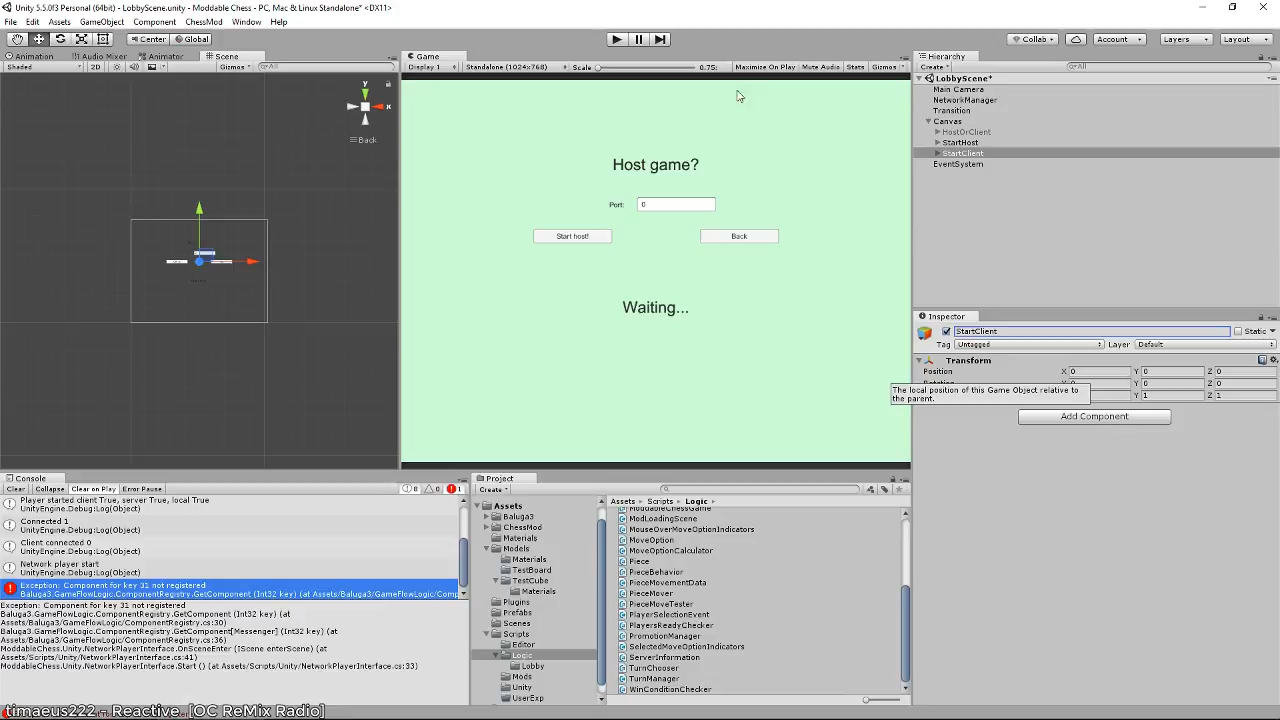 Unity 5.5.0f3 Personal (64bit) - LobbyScene.unity - Moddable Chess - PC, Mac & Linux Standalone* <DX11>
File Edit Assets GameObject Component ChessMod Window Help
Center Global
Collab Account Layers Layout
Animation Audio Mixer Animator Scene
Shaded 2D Gizmos All
Back
Game
Display 1 Standalone (1024x768) Scale 0.75: Maximize On Play Mute Audio Stats Gizmos
Host game?
Port: 0
Start host! Back
Waiting...
Hierarchy
Create All
LobbyScene*
Main Camera
NetworkManager
Transition
Canvas
HostOrClient
StartHost
StartClient
EventSystem
Inspector
StartClient Static
Tag Untagged Layer Default
Transform
Position X 0 Y 0 Z 0
Y 1 Z 1
The local position of this Game Object relative to
the parent.
Add Component
Console
Clear Collapse Clear on Play Error Pause 8 0 1
Player started client True, server True, local True
UnityEngine.Debug:Log(Object)
Connected 1
UnityEngine.Debug:Log(Object)
Client connected 0
UnityEngine.Debug:Log(Object)
Network player start
UnityEngine.Debug:Log(Object)
Exception: Component for key 31 not registered
Baluga3.GameFlowLogic.ComponentRegistry.GetComponent (Int32 key) (at Assets/Baluga3/GameFlowLogic/Comp
Exception: Component for key 31 not registered
Baluga3.GameFlowLogic.ComponentRegistry.GetComponent (Int32 key) (at
Assets/Baluga3/GameFlowLogic/ComponentRegistry.cs:30)
Baluga3.GameFlowLogic.ComponentRegistry.GetComponent[Messenger] (Int32 key) (at
Assets/Baluga3/GameFlowLogic/ComponentRegistry.cs:36)
ModdableChess.Unity.NetworkPlayerInterface.OnSceneEnter (IScene enterScene) (at
Assets/Scripts/Unity/NetworkPlayerInterface.cs:41)
ModdableChess.Unity.NetworkPlayerInterface.Start () (at Assets/Scripts/Unity/NetworkPlayerInterface.cs:33)
timaeus222 - Reactive [OC ReMix Radio]
Project
Create
Assets
Baluga3
ChessMod
Materials
Models
Materials
TestBoard
TestCube
Materials
Plugins
Prefabs
Scenes
Scripts
Editor
Logic
Lobby
Mods
Unity
UserExp
Assets Scripts Logic
ModdableChessGame
ModLoadingScene
MouseOverMoveOptionIndicators
MoveOption
MoveOptionCalculator
Piece
PieceBehavior
PieceMovementData
PieceMover
PieceMoveTester
PlayerSelectionEvent
PlayersReadyChecker
PromotionManager
SelectedMoveOptionIndicators
ServerInformation
TurnChooser
TurnManager
WinConditionChecker